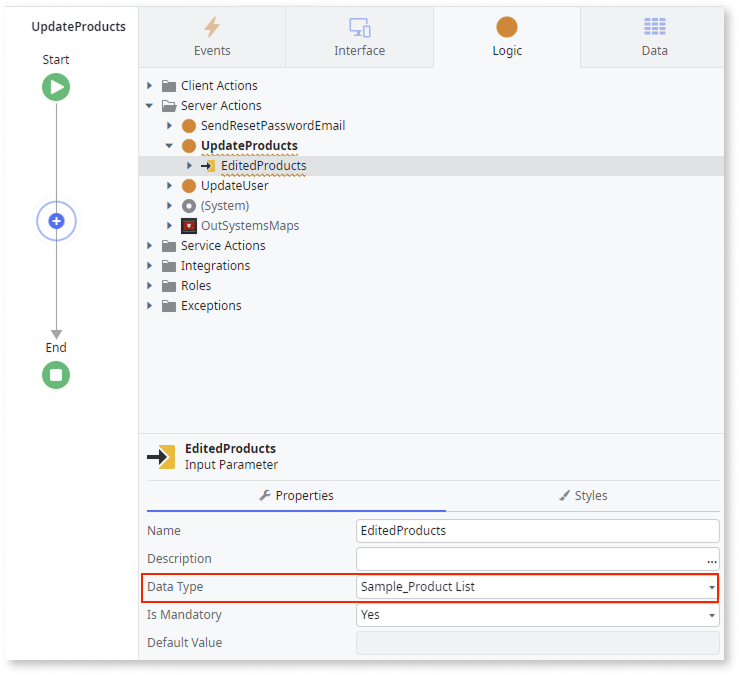 UpdateProducts
Start
End
Events
Interface
Logic
Data
Client Actions
Server Actions
SendResetPasswordEmail
UpdateProducts
EditedProducts
UpdateUser
(System)
OutSystemsMaps
Service Actions
Integrations
Roles
Exceptions
EditedProducts
Input Parameter
Properties
Styles
Name EditedProducts
Description ...
Data Type Sample_Product List
Is Mandatory Yes
Default Value